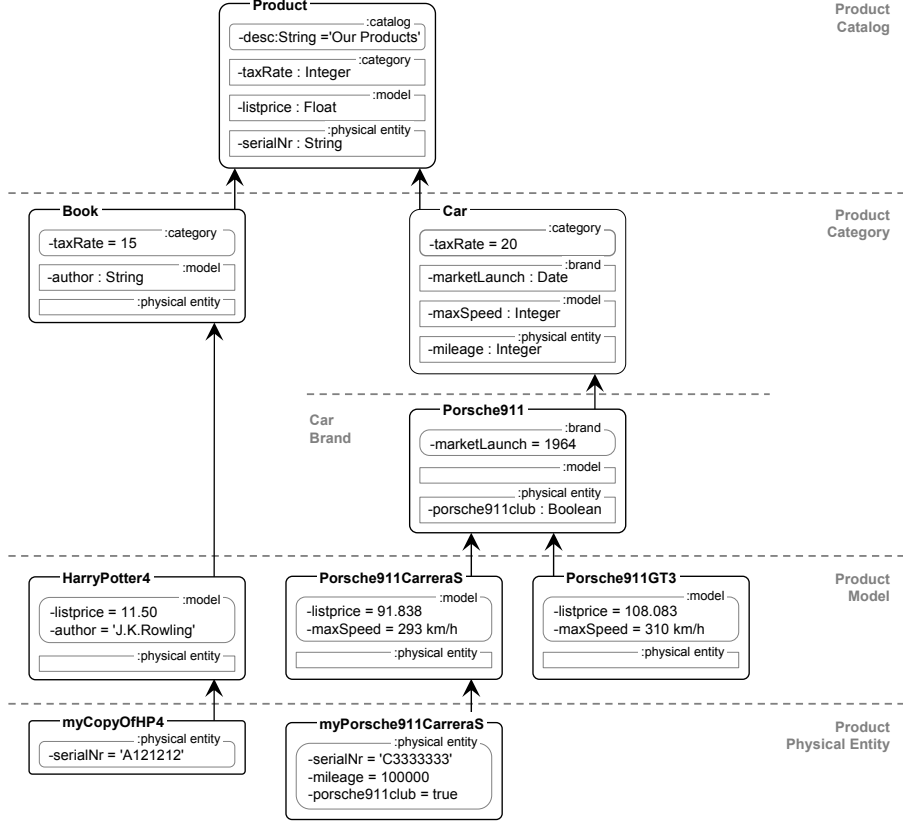 Product
:catalog
-desc:String ='Our Products'
:category
-taxRate : Integer
:model
-listprice : Float
:physical entity
-serialNr : String
Product
Catalog
Book
:category
-taxRate = 15
:model
-author : String
:physical entity
Car
:category
-taxRate = 20
:brand
-marketLaunch : Date
:model
-maxSpeed : Integer
:physical entity
-mileage : Integer
Product
Category
Car
Brand
Porsche911
:brand
-marketLaunch = 1964
:model
:physical entity
-porsche911club : Boolean
HarryPotter4
:model
-listprice = 11.50
-author = 'J.K.Rowling'
:physical entity
Porsche911CarreraS
:model
-listprice = 91.838
-maxSpeed = 293 km/h
:physical entity
Porsche911GT3
:model
-listprice = 108.083
-maxSpeed = 310 km/h
:physical entity
Product
Model
myCopyOfHP4
:physical entity
-serialNr = 'A121212'
myPorsche911CarreraS
:physical entity
-serialNr = 'C3333333'
-mileage = 100000
-porsche911club = true
Product
Physical Entity